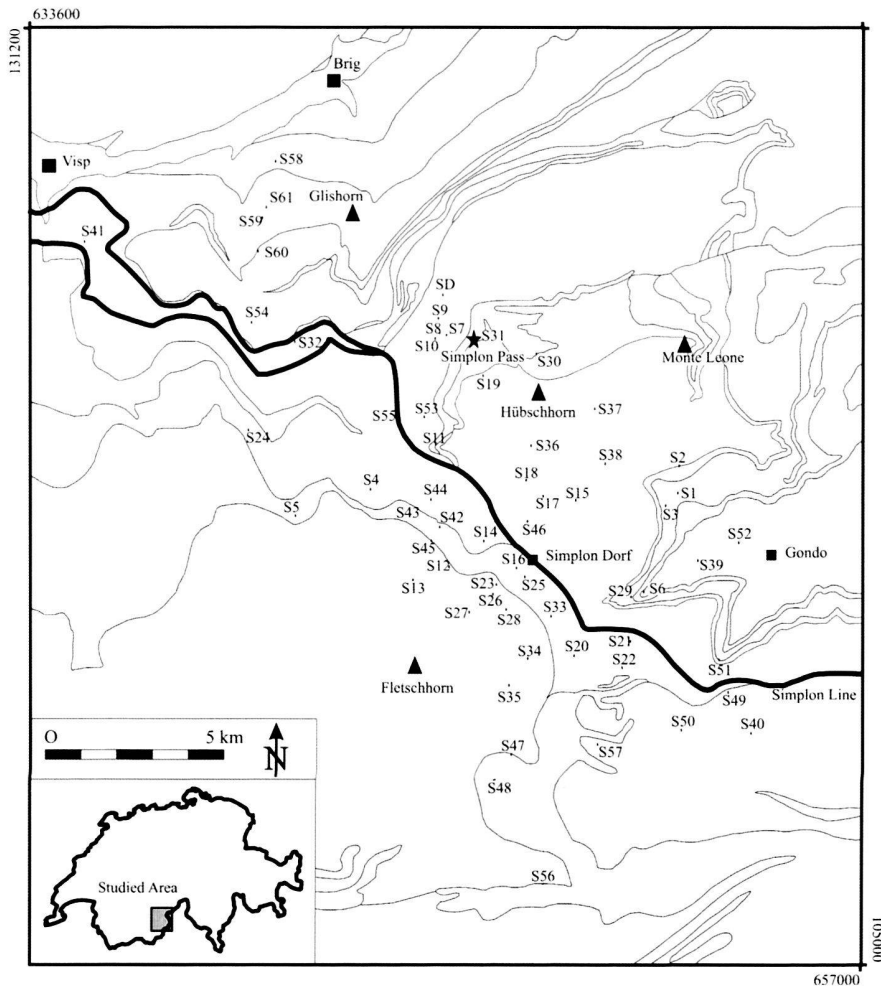 633600
131200
Brig
Visp
S58
S61
Glishorn
S59
S41
S60
SD
S9
S54
S8
S7
S31
S32
S10
Simplon Pass
S30
Monte Leone
S19
Hübschhorn
S37
S53
S55
S24
S11
S36
S38
S2
S18
S4
S44
S17
S15
S1
S5
S43
S3
S42
S46
S14
S52
S45
S16
Simplon Dorf
Gondo
S12
S39
S13
S23
S25
S29
S6
S26
S27
S28
S33
S21
S20
S34
S22
S51
Fletschhorn
S35
Simplon Line
S49
S50
S40
O
5 km
N
S47
S57
S48
Studied Area
S56
105000
657000